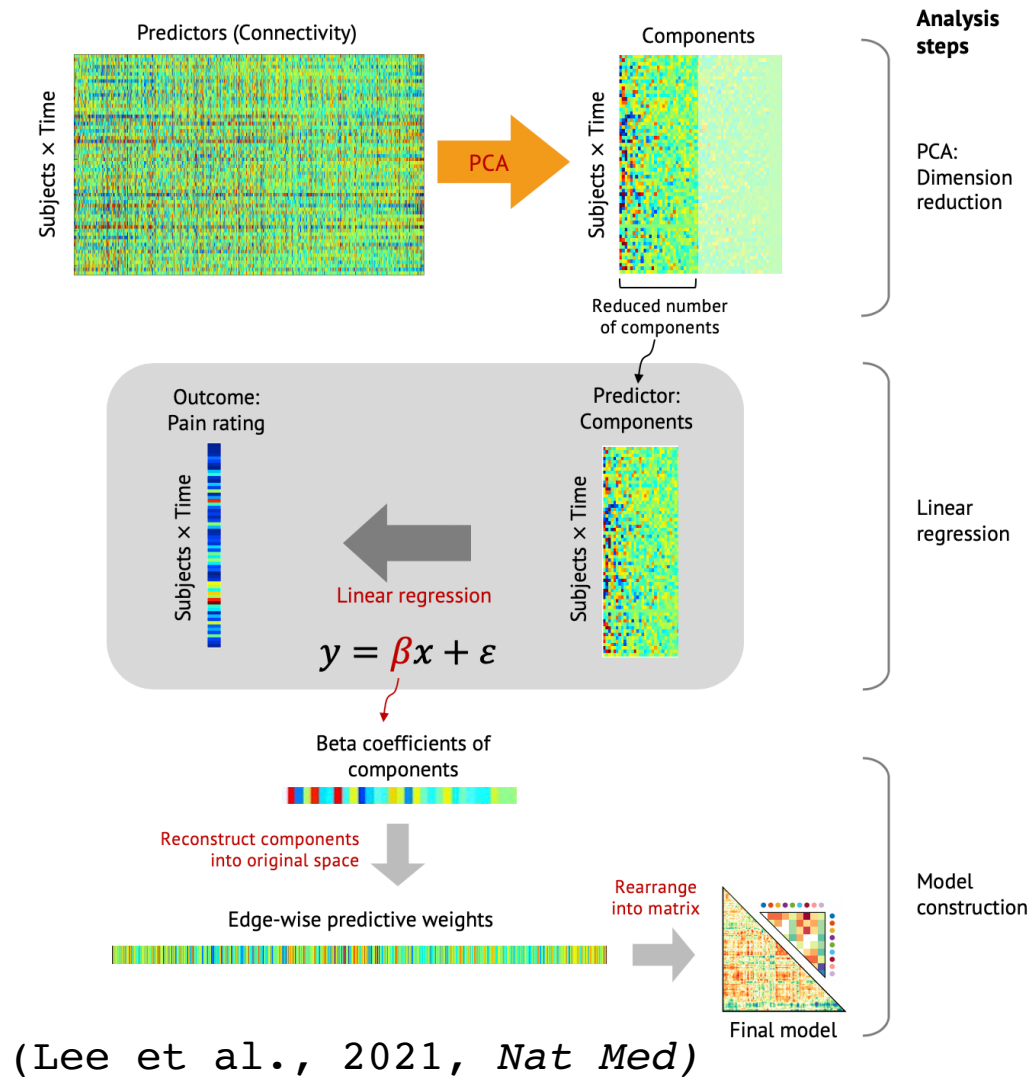 Predictors (Connectivity)
Subjects × Time
PCA
Components
Subjects × Time
Reduced number
of components
Analysis
steps
PCA:
Dimension
reduction
Outcome:
Pain rating
Subjects × Time
Linear regression
y = βx + ε
Predictor:
Components
Subjects × Time
Linear
regression
Beta coefficients of
components
Reconstruct components
into original space
Edge-wise predictive weights
Rearrange
into matrix
Final model
Model
construction
(Lee et al., 2021, Nat Med)